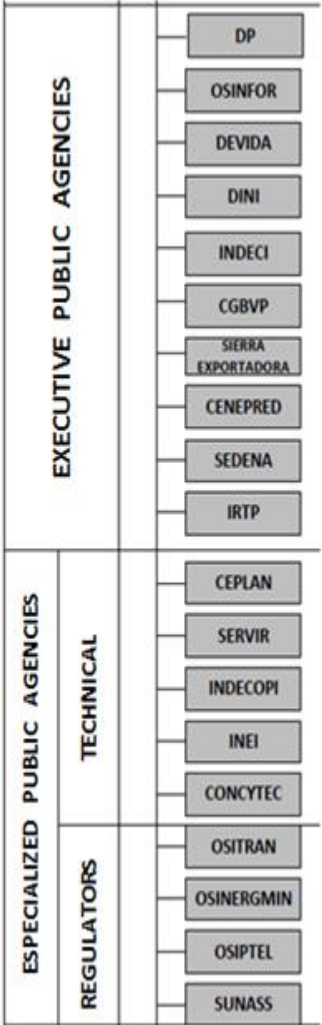 EXECUTIVE PUBLIC AGENCIES
DP
OSINFOR
DEVIDA
DINI
INDECI
CGBVP
SIERRA
EXPORTADORA
CENEPRED
SEDENA
IRTP
ESPECIALIZED PUBLIC AGENCIES
TECHNICAL
CEPLAN
SERVIR
INDECOPI
INEI
CONCYTEC
REGULATORS
OSITRAN
OSINERGMIN
OSIPTEL
SUNASS